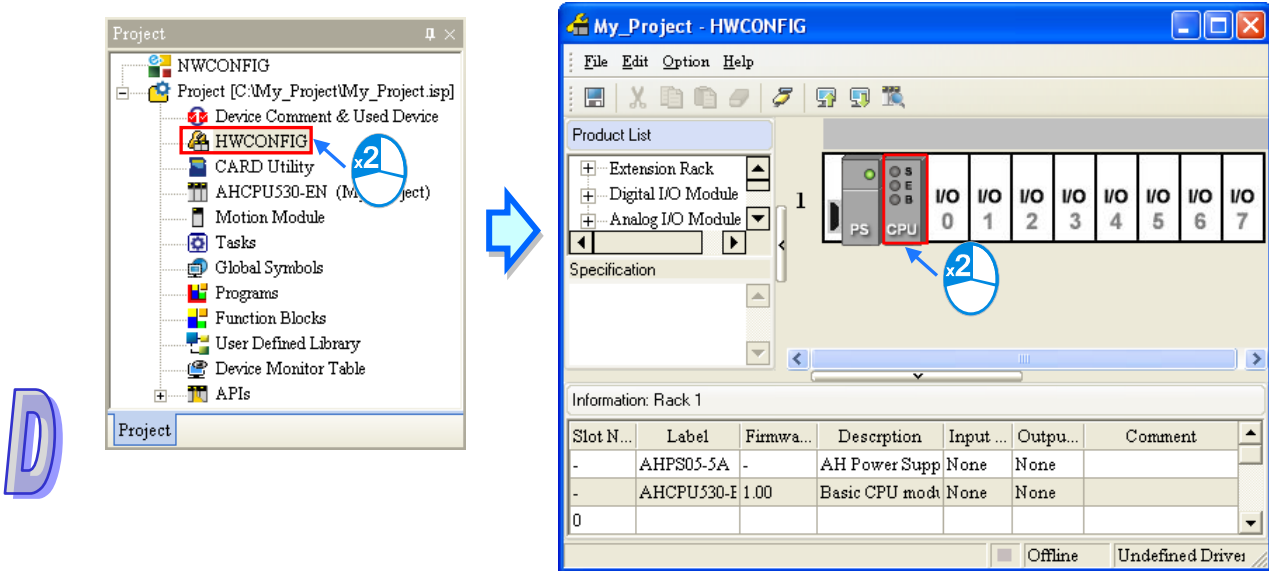 Project
NWCONFIG
Project [C:\My_Project\My_Project.isp]
Device Comment & Used Device
HWCONFIG
x2
CARD Utility
AHCPU530-EN (My ject)
Motion Module
Tasks
Global Symbols
Programs
Function Blocks
User Defined Library
Device Monitor Table
APIs
Project
D
My_Project - HWCONFIG
File Edit Option Help
Product List
Extension Rack
Digital I/O Module
Analog I/O Module
Specification
1
PS
S
E
B
CPU
I/O I/O I/O I/O I/O I/O I/O I/O
0 1 2 3 4 5 6 7
x2
Information: Rack 1
Slot N... Label Firmwa... Descrption Input ... Outpu... Comment
- AHPS05-5A - AH Power Supp None None
- AHCPU530-E 1.00 Basic CPU modu None None
0
Offline Undefined Driver